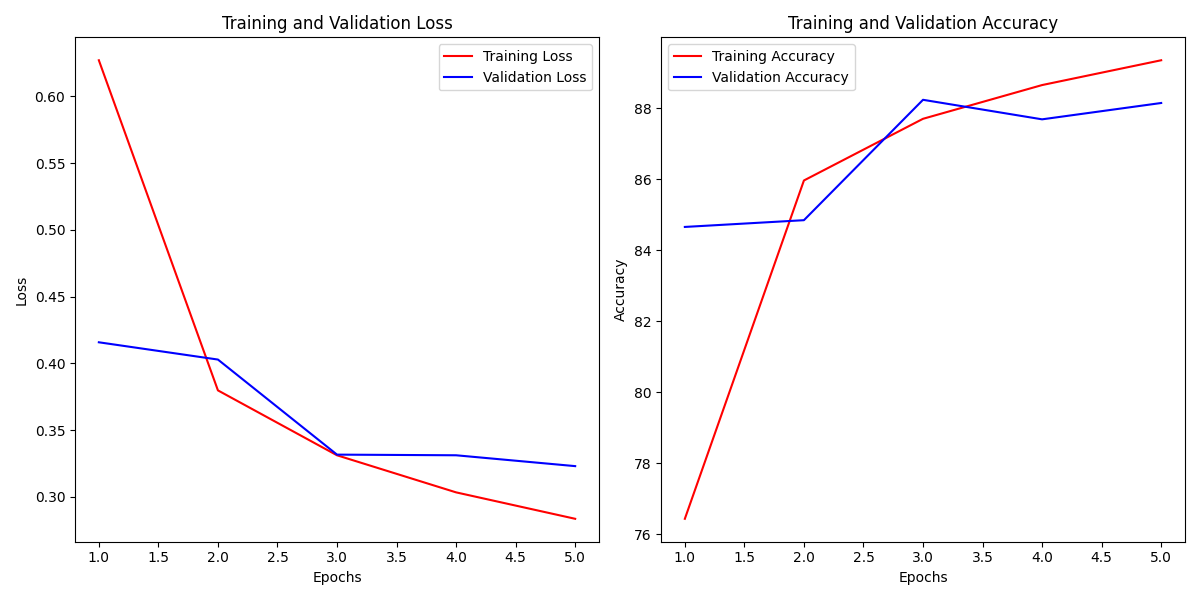 Training and Validation Loss
Training Loss
Validation Loss
0.60
0.55
0.50
0.45
0.40
0.35
0.30
Loss
1.0 1.5 2.0 2.5 3.0 3.5 4.0 4.5 5.0
Epochs
Training and Validation Accuracy
Training Accuracy
Validation Accuracy
88
86
84
82
80
78
76
Accuracy
1.0 1.5 2.0 2.5 3.0 3.5 4.0 4.5 5.0
Epochs